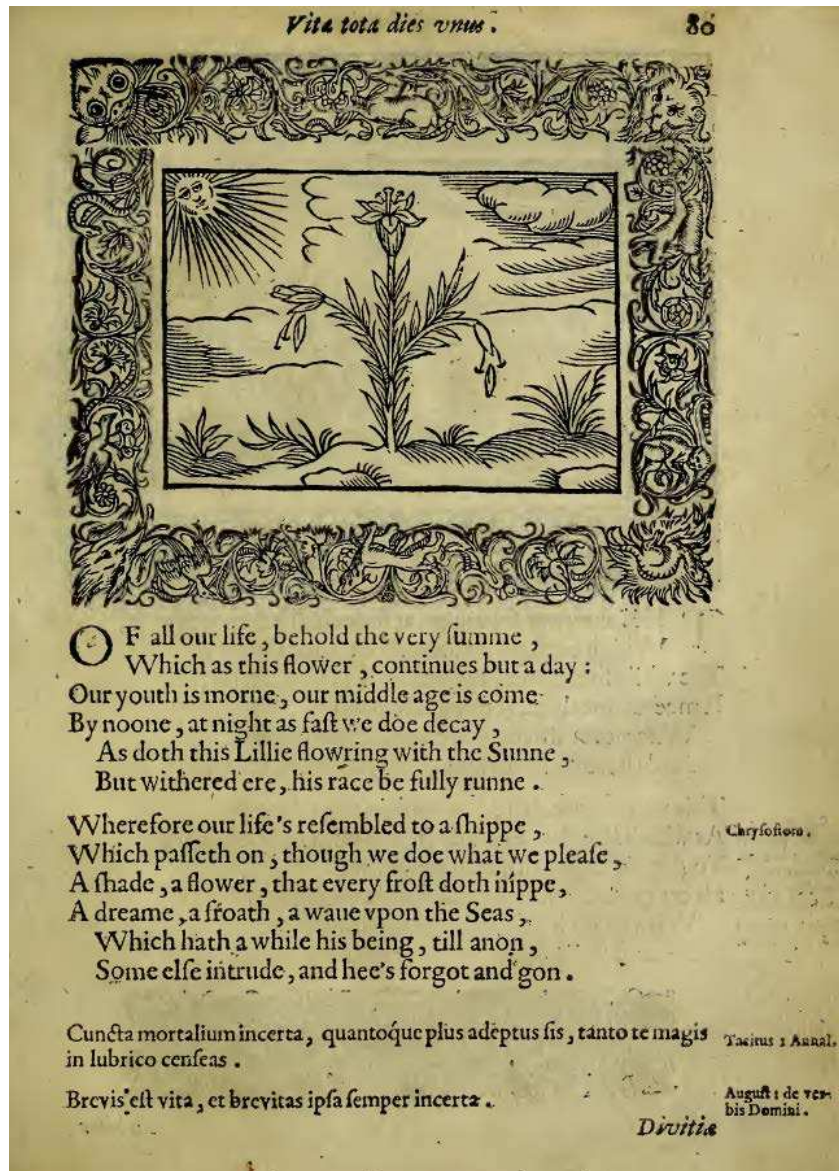 Vita tota dies vnus. 80
OF all our life, behold the very ſumme,
Which as this flower, continues but a day:
Our youth is morne, our middle age is come
By noone, at night as faſt we doe decay,
As doth this Lillie flowring with the Sunne,
But withered ere, his race be fully runne.
Wherefore our life's reſembled to a ſhippe,
Chryſoſtom.
Which paſſeth on, though we doe what we pleaſe,
A ſhade, a flower, that every froſt doth nippe,
A dreame, a froath, a waue vpon the Seas,
Which hath a while his being, till anon,
Some elſe intrude, and hee's forgot and gon.
Cuncta mortalium incerta, quantoque plus adeptus ſis, tanto te magis
Tacitus 1 Annal.
in lubrico cenſeas.
Brevis eſt vita, et brevitas ipſa ſemper incerta.
Auguſt: de ver-
bis Domini.
Divitiæ